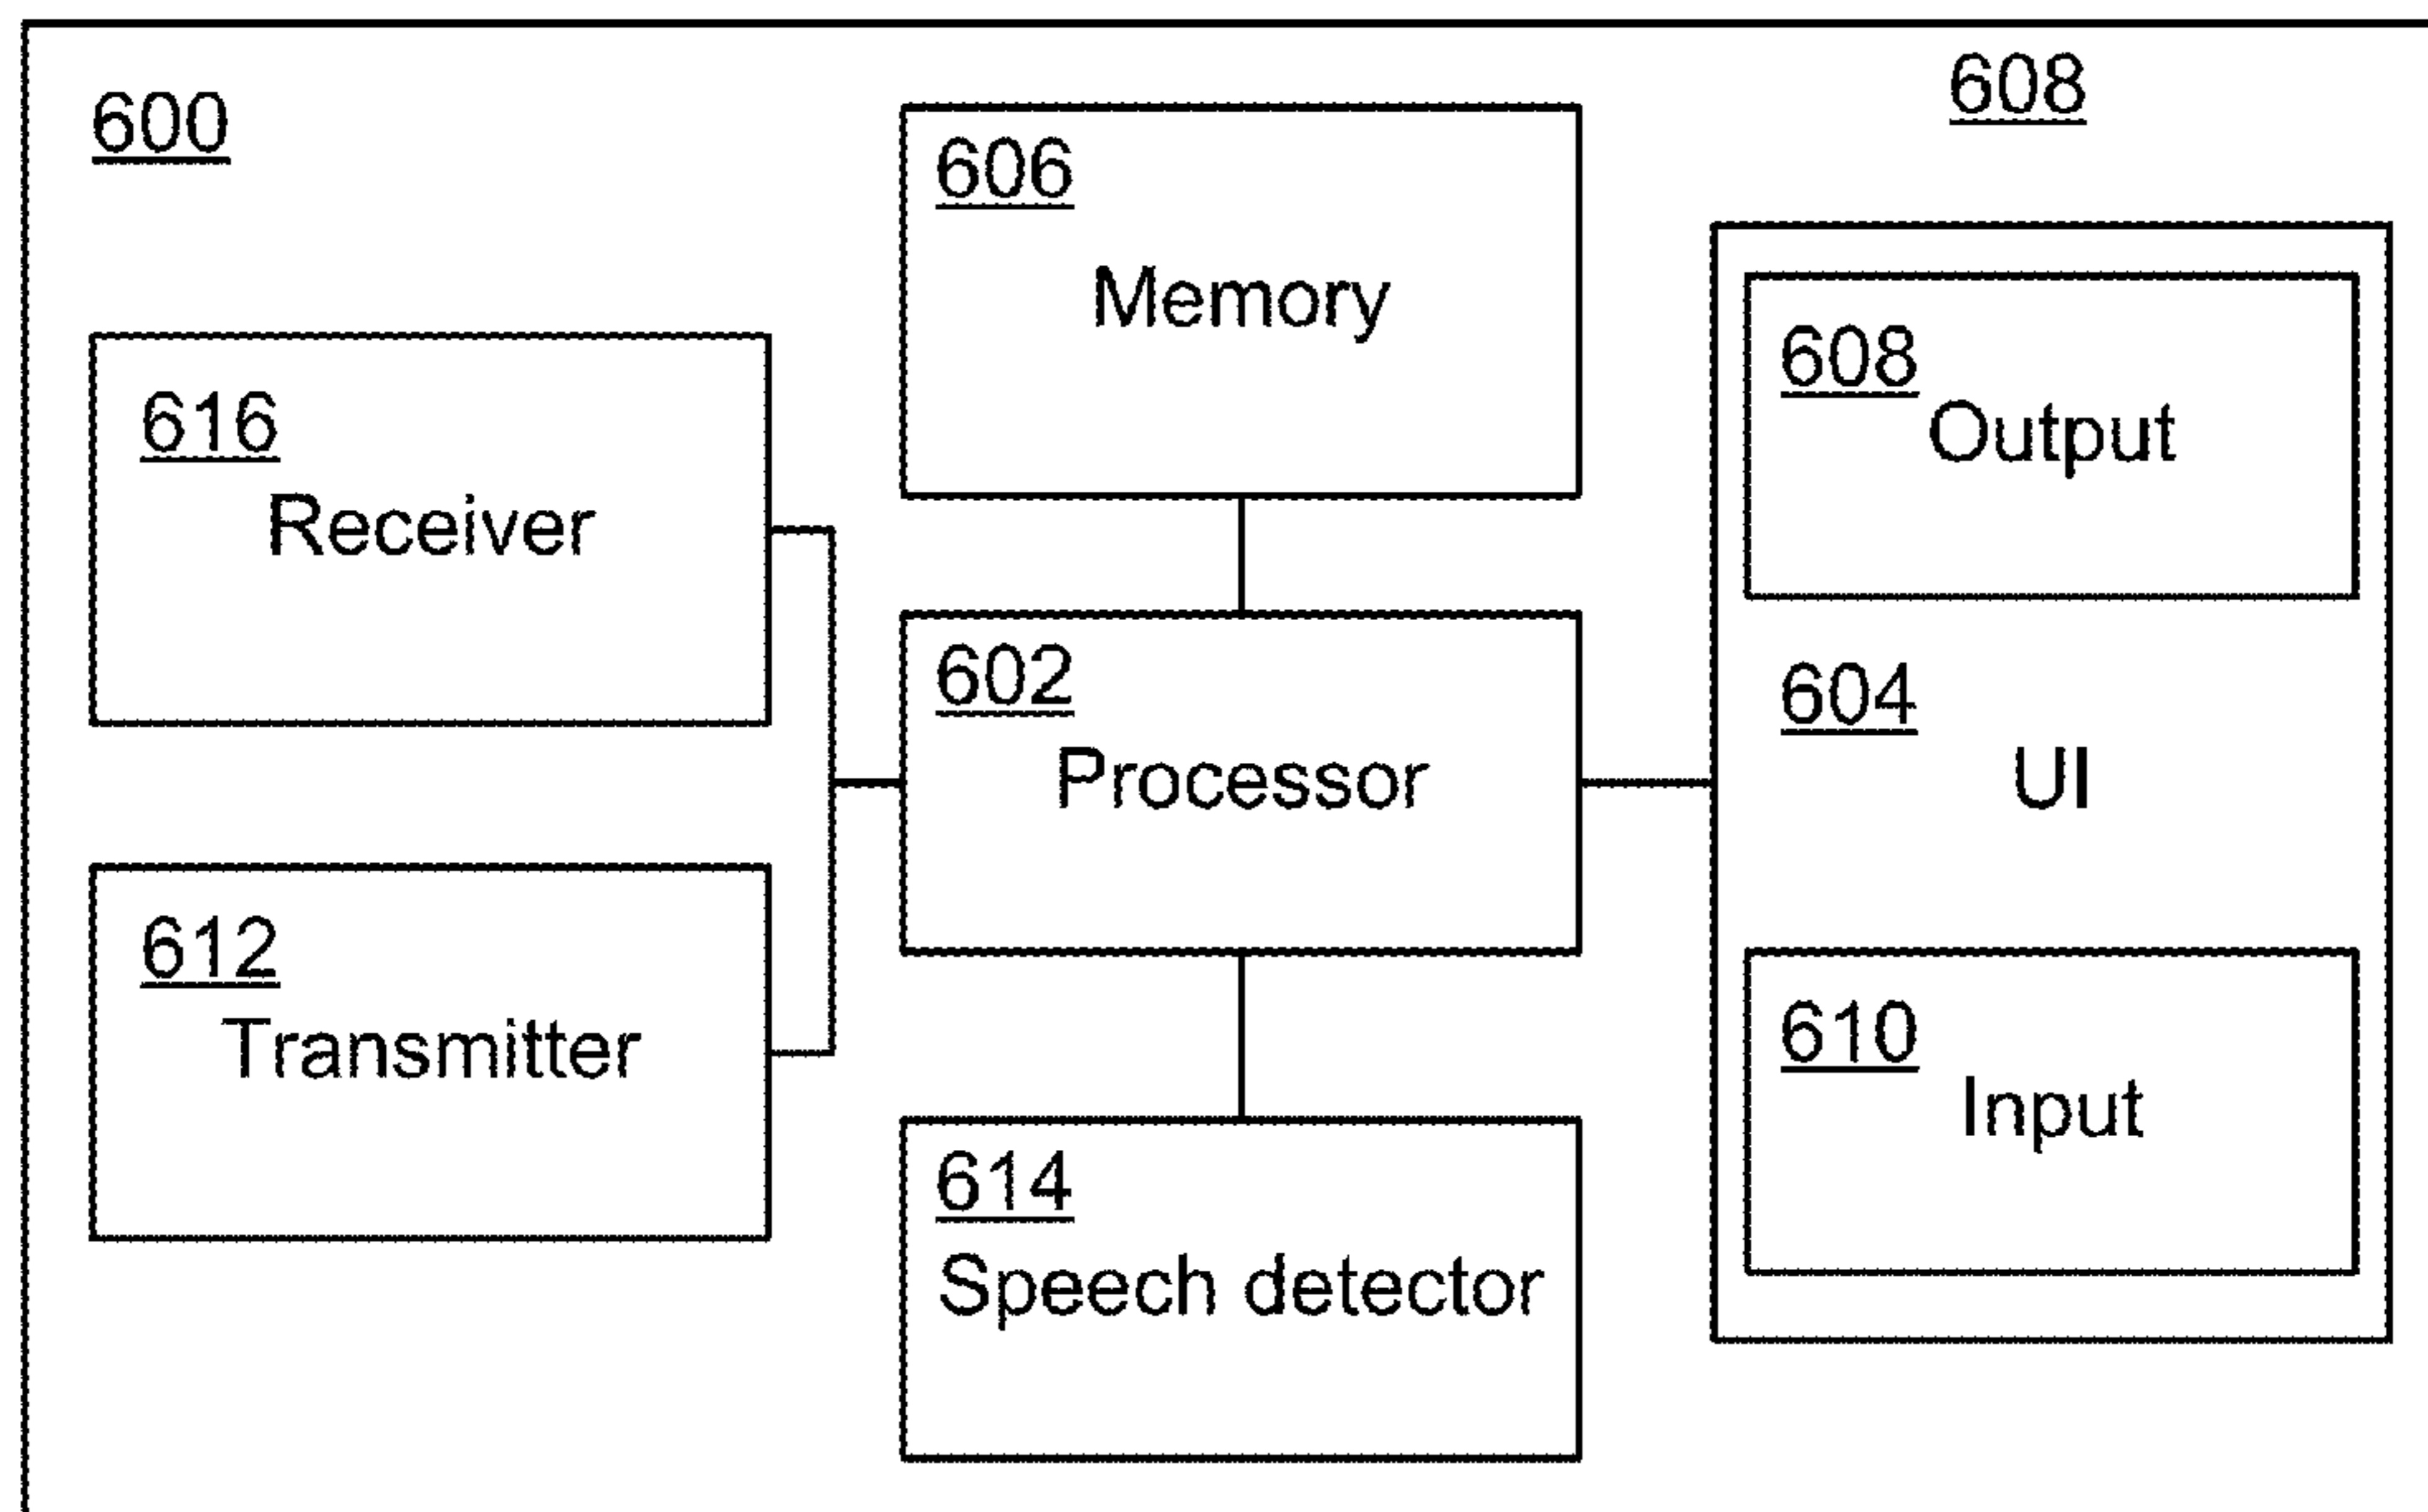 600
608
606
Memory
616
Receiver
608
Output
602
Processor
604
UI
612
Transmitter
610
Input
614
Speech detector